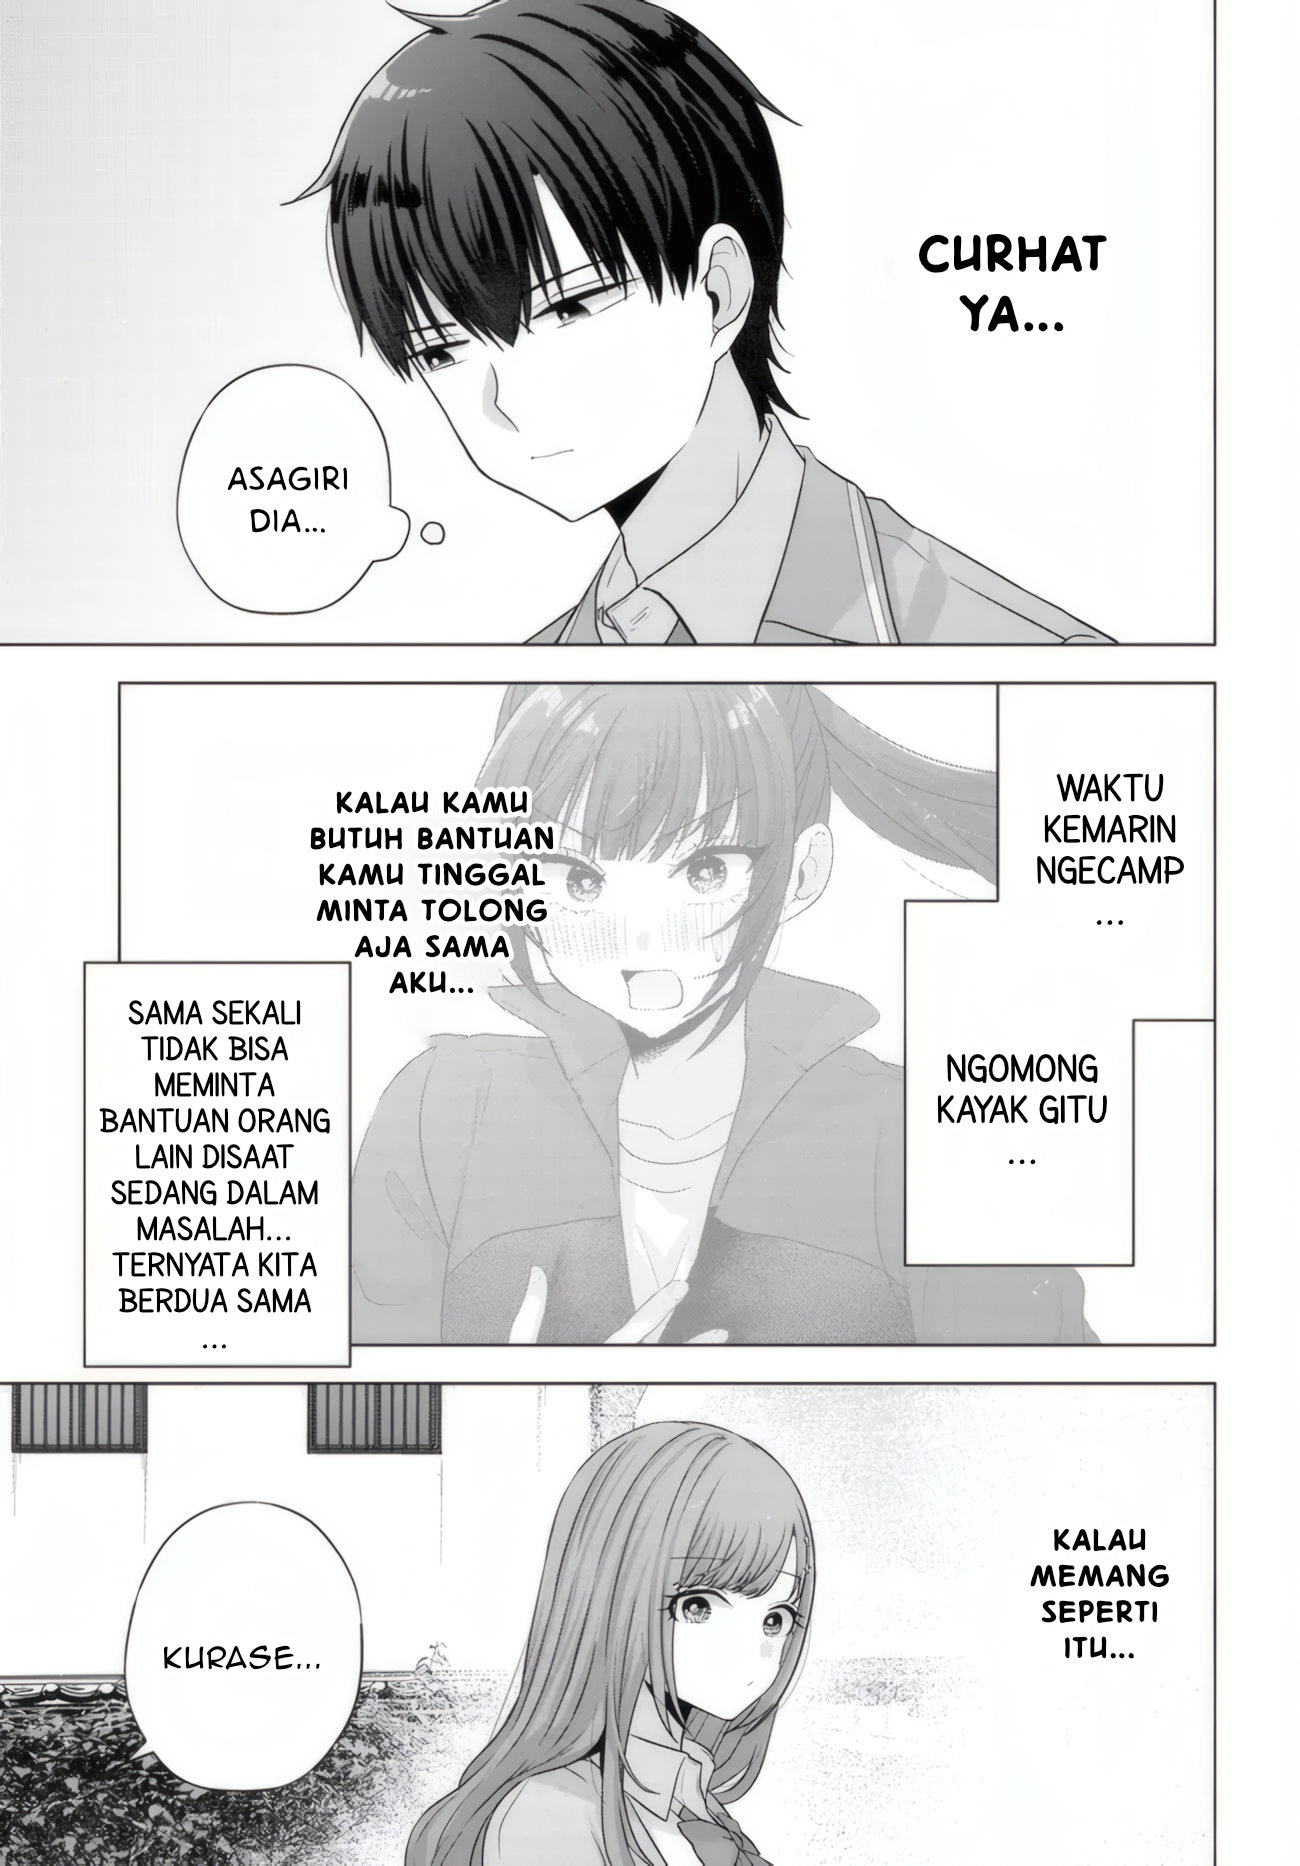 CURHAT
YA...
ASAGIRI
DIA...
WAKTU
KEMARIN
NGECAMP
...
NGOMONG
KAYAK GITU
...
KALAU KAMU
BUTUH BANTUAN
KAMU TINGGAL
MINTA TOLONG
AJA SAMA
AKU...
SAMA SEKALI
TIDAK BISA
MEMINTA
BANTUAN ORANG
LAIN DISAAT
SEDANG DALAM
MASALAH...
TERNYATA KITA
BERDUA SAMA
...
KALAU
MEMANG
SEPERTI
ITU...
KURASE...